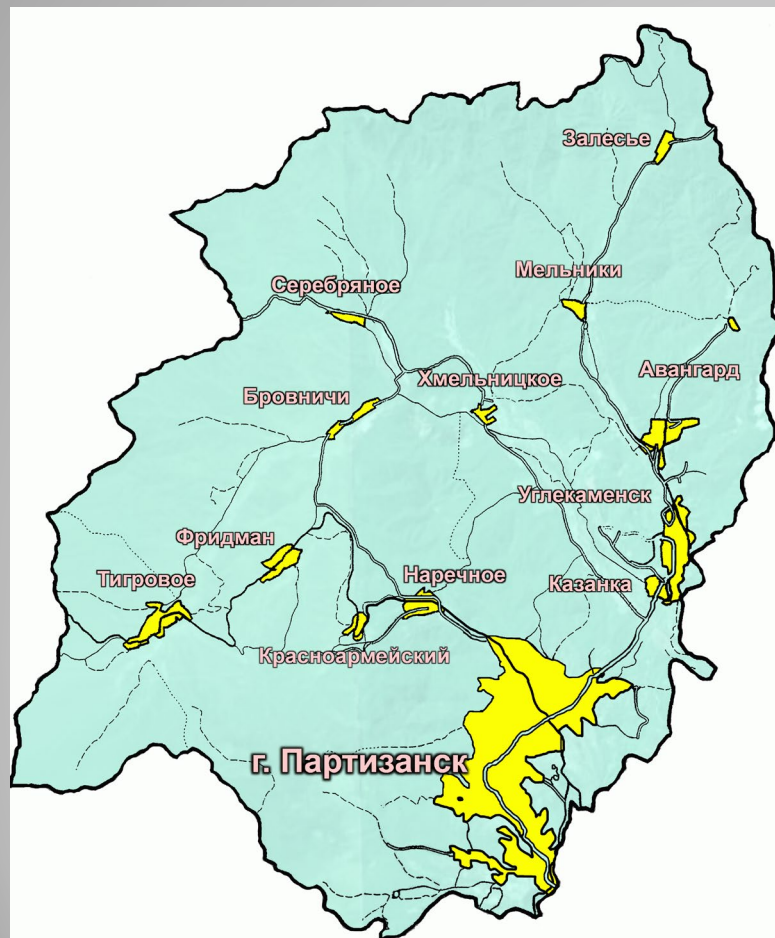 Залесье
Мельники
Серебряное
Авангард
Хмельницкое
Бровничи
Углекаменск
Фридман
Тигровое
Наречное
Казанка
Красноармейский
г. Партизанск